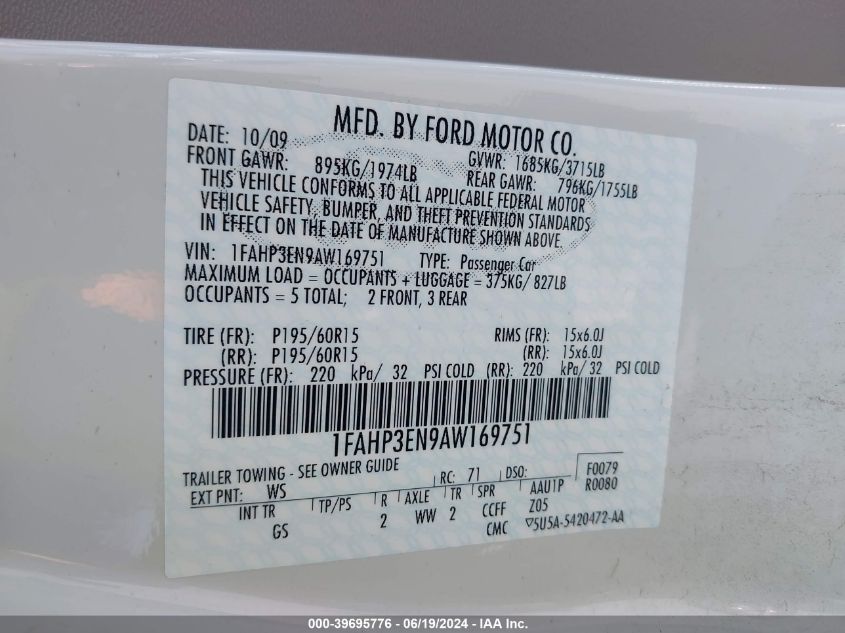 MFD. BY FORD MOTOR CO.
DATE: 10/09 GVWR: 1685KG/3715LB
FRONT GAWR: 895KG/1974LB REAR GAWR: 796KG/1755LB
THIS VEHICLE CONFORMS TO ALL APPLICABLE FEDERAL MOTOR
VEHICLE SAFETY, BUMPER, AND THEFT PREVENTION STANDARDS
IN EFFECT ON THE DATE OF MANUFACTURE SHOWN ABOVE.
VIN: 1FAHP3EN9AW169751 TYPE: Passenger Car
MAXIMUM LOAD = OCCUPANTS + LUGGAGE = 375KG/ 827LB
OCCUPANTS = 5 TOTAL; 2 FRONT, 3 REAR
TIRE (FR): P195/60R15 RIMS (FR): 15x6.0J
(RR): P195/60R15 (RR): 15x6.0J
PRESSURE (FR): 220 kPa/ 32 PSI COLD (RR): 220 kPa/ 32 PSI COLD
1FAHP3EN9AW169751
TRAILER TOWING - SEE OWNER GUIDE
EXT PNT: WS RC: 71 DSO: F0079
INT TR TP/PS R AXLE TR SPR AAU1P R0080
GS 2 WW 2 CCFF Z05
CMC ▽5U5A-5420472-AA
000-39695776 - 06/19/2024 - IAA Inc.